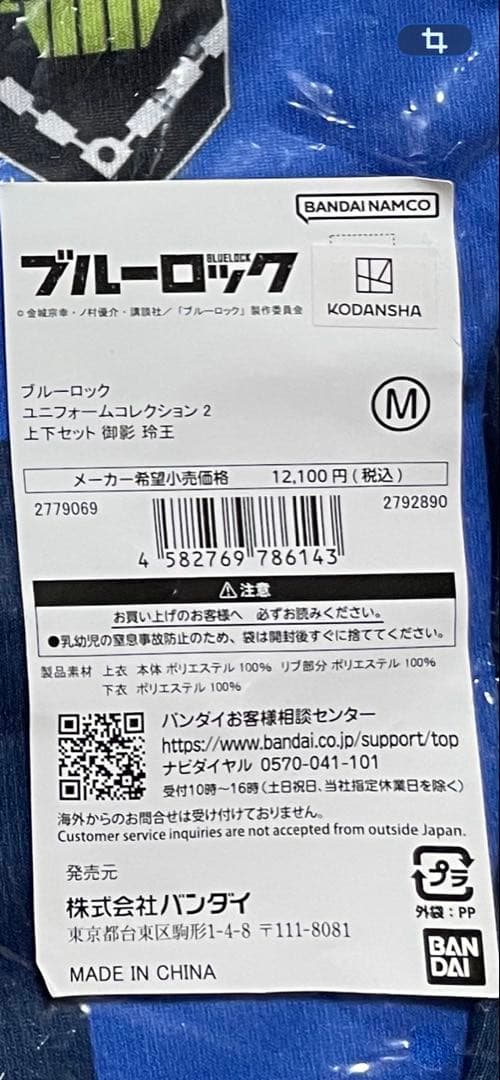 BANDAI NAMCO
ブルーロック
BLUELOCK
©金城宗幸・ノ村優介・講談社／「ブルーロック」製作委員会
KODANSHA
ブルーロック
ユニフォームコレクション 2
上下セット 御影 玲王
M
メーカー希望小売価格 12,100円(税込)
2779069
2792890
4 582769 786143
⚠注意
お買い上げのお客様へ 必ずお読みください。
●乳幼児の窒息事故防止のため、袋は開封後すぐに捨ててください。
製品素材 上衣 本体 ポリエステル 100% リブ部分 ポリエステル 100%
下衣 ポリエステル 100%
バンダイお客様相談センター
https://www.bandai.co.jp/support/top
ナビダイヤル 0570-041-101
受付10時～16時(土日祝日、当社指定休業日を除く)
海外からのお問合せは受け付けておりません。
Customer service inquiries are not accepted from outside Japan.
発売元
株式会社バンダイ
東京都台東区駒形1-4-8 〒111-8081
プラ
外袋：PP
BAN
DAI
MADE IN CHINA